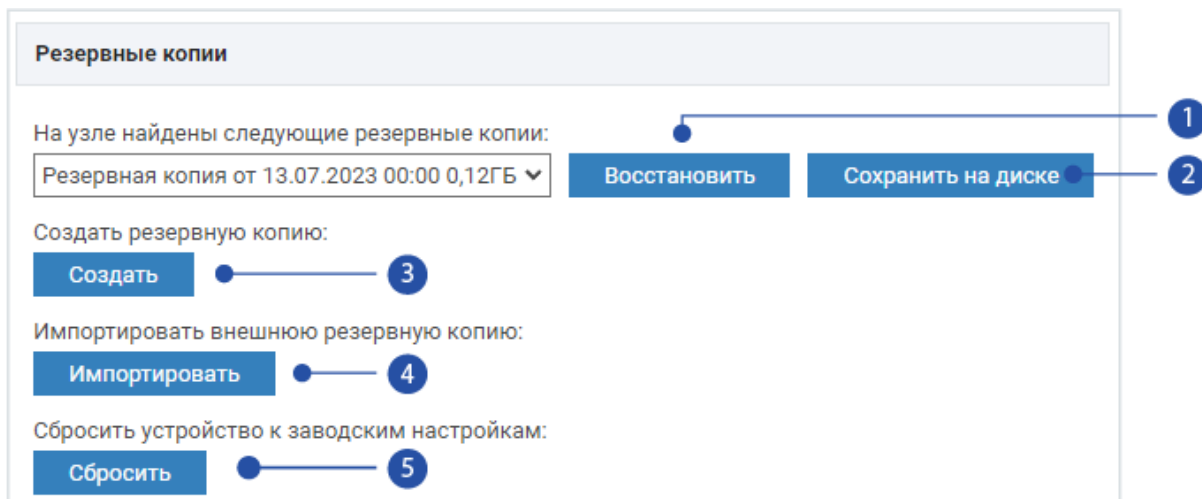 Резервные копии
На узле найдены следующие резервные копии:
1
Резервная копия от 13.07.2023 00:00 0,12ГБ Восстановить Сохранить на диске 2
Создать резервную копию:
Создать 3
Импортировать внешнюю резервную копию:
Импортировать 4
Сбросить устройство к заводским настройкам:
Сбросить 5